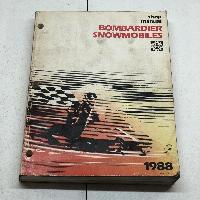 shop
manual
BOMBARDIER
SNOWMOBILES
1988